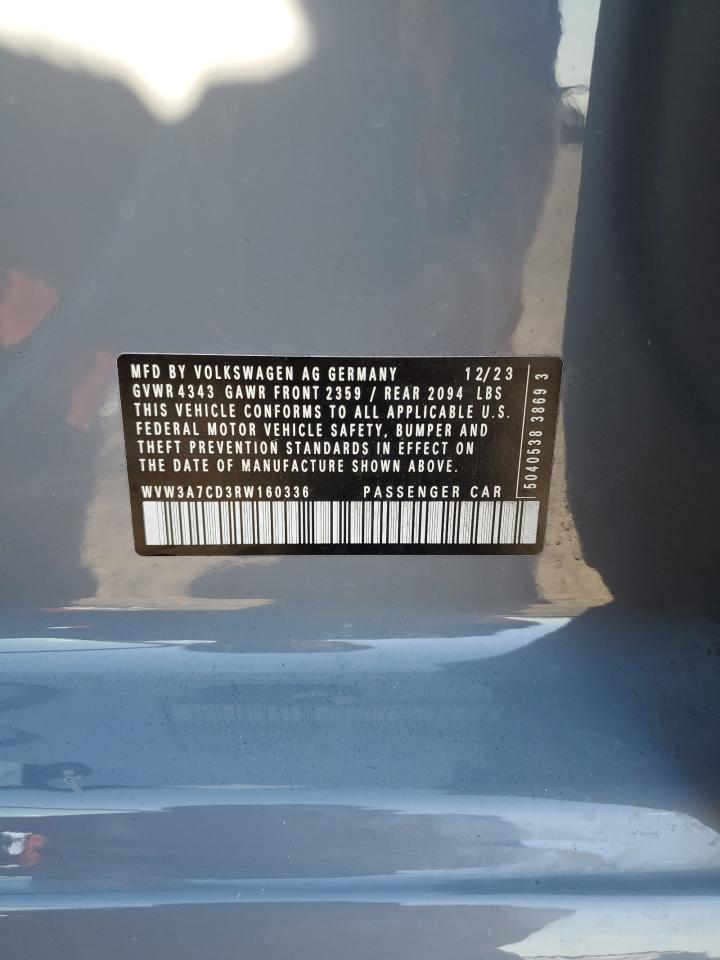 MFD BY VOLKSWAGEN AG GERMANY 12/23
GVWR 4343 GAWR FRONT 2359 / REAR 2094 LBS
THIS VEHICLE CONFORMS TO ALL APPLICABLE U.S.
FEDERAL MOTOR VEHICLE SAFETY, BUMPER AND
THEFT PREVENTION STANDARDS IN EFFECT ON
THE DATE OF MANUFACTURE SHOWN ABOVE.
WVW3A7CD3RW160336 PASSENGER CAR
5040538 3869 3